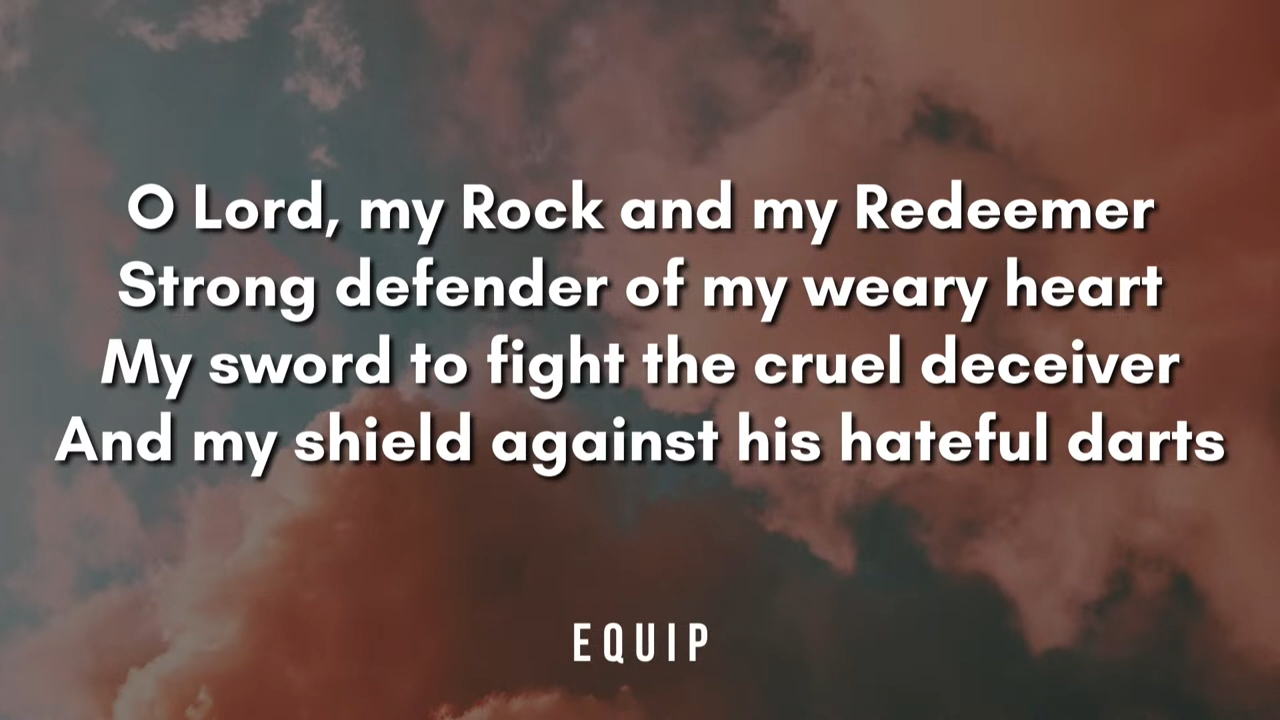 O Lord, my Rock and my Redeemer
Strong defender of my weary heart
My sword to fight the cruel deceiver
And my shield against his hateful darts
EQUIP